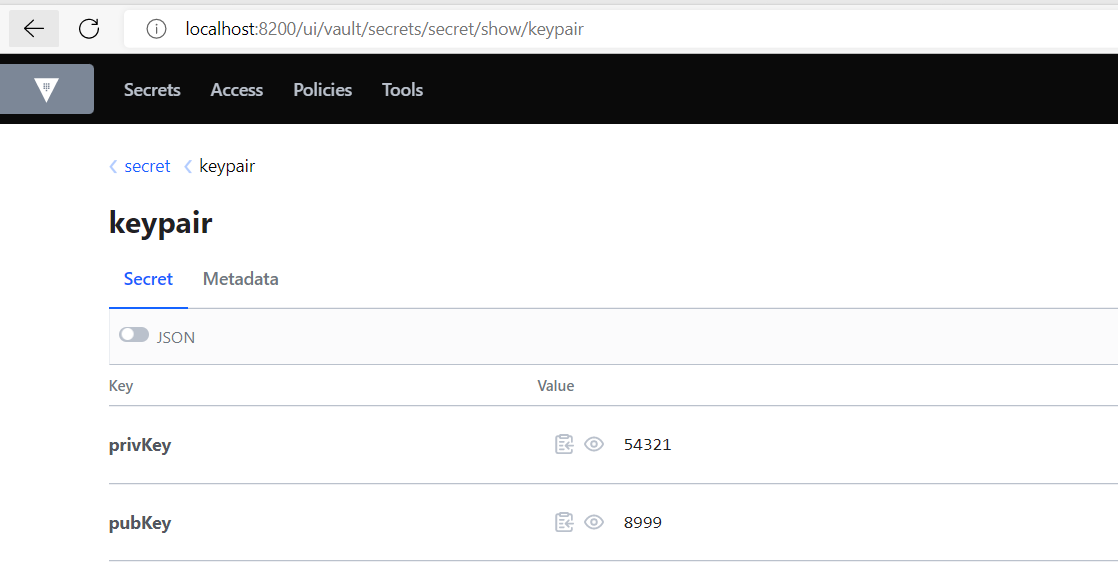 localhost:8200/ui/vault/secrets/secret/show/keypair
Secrets Access Policies Tools
secret keypair
keypair
Secret Metadata
JSON
Key Value
privKey 54321
pubKey 8999